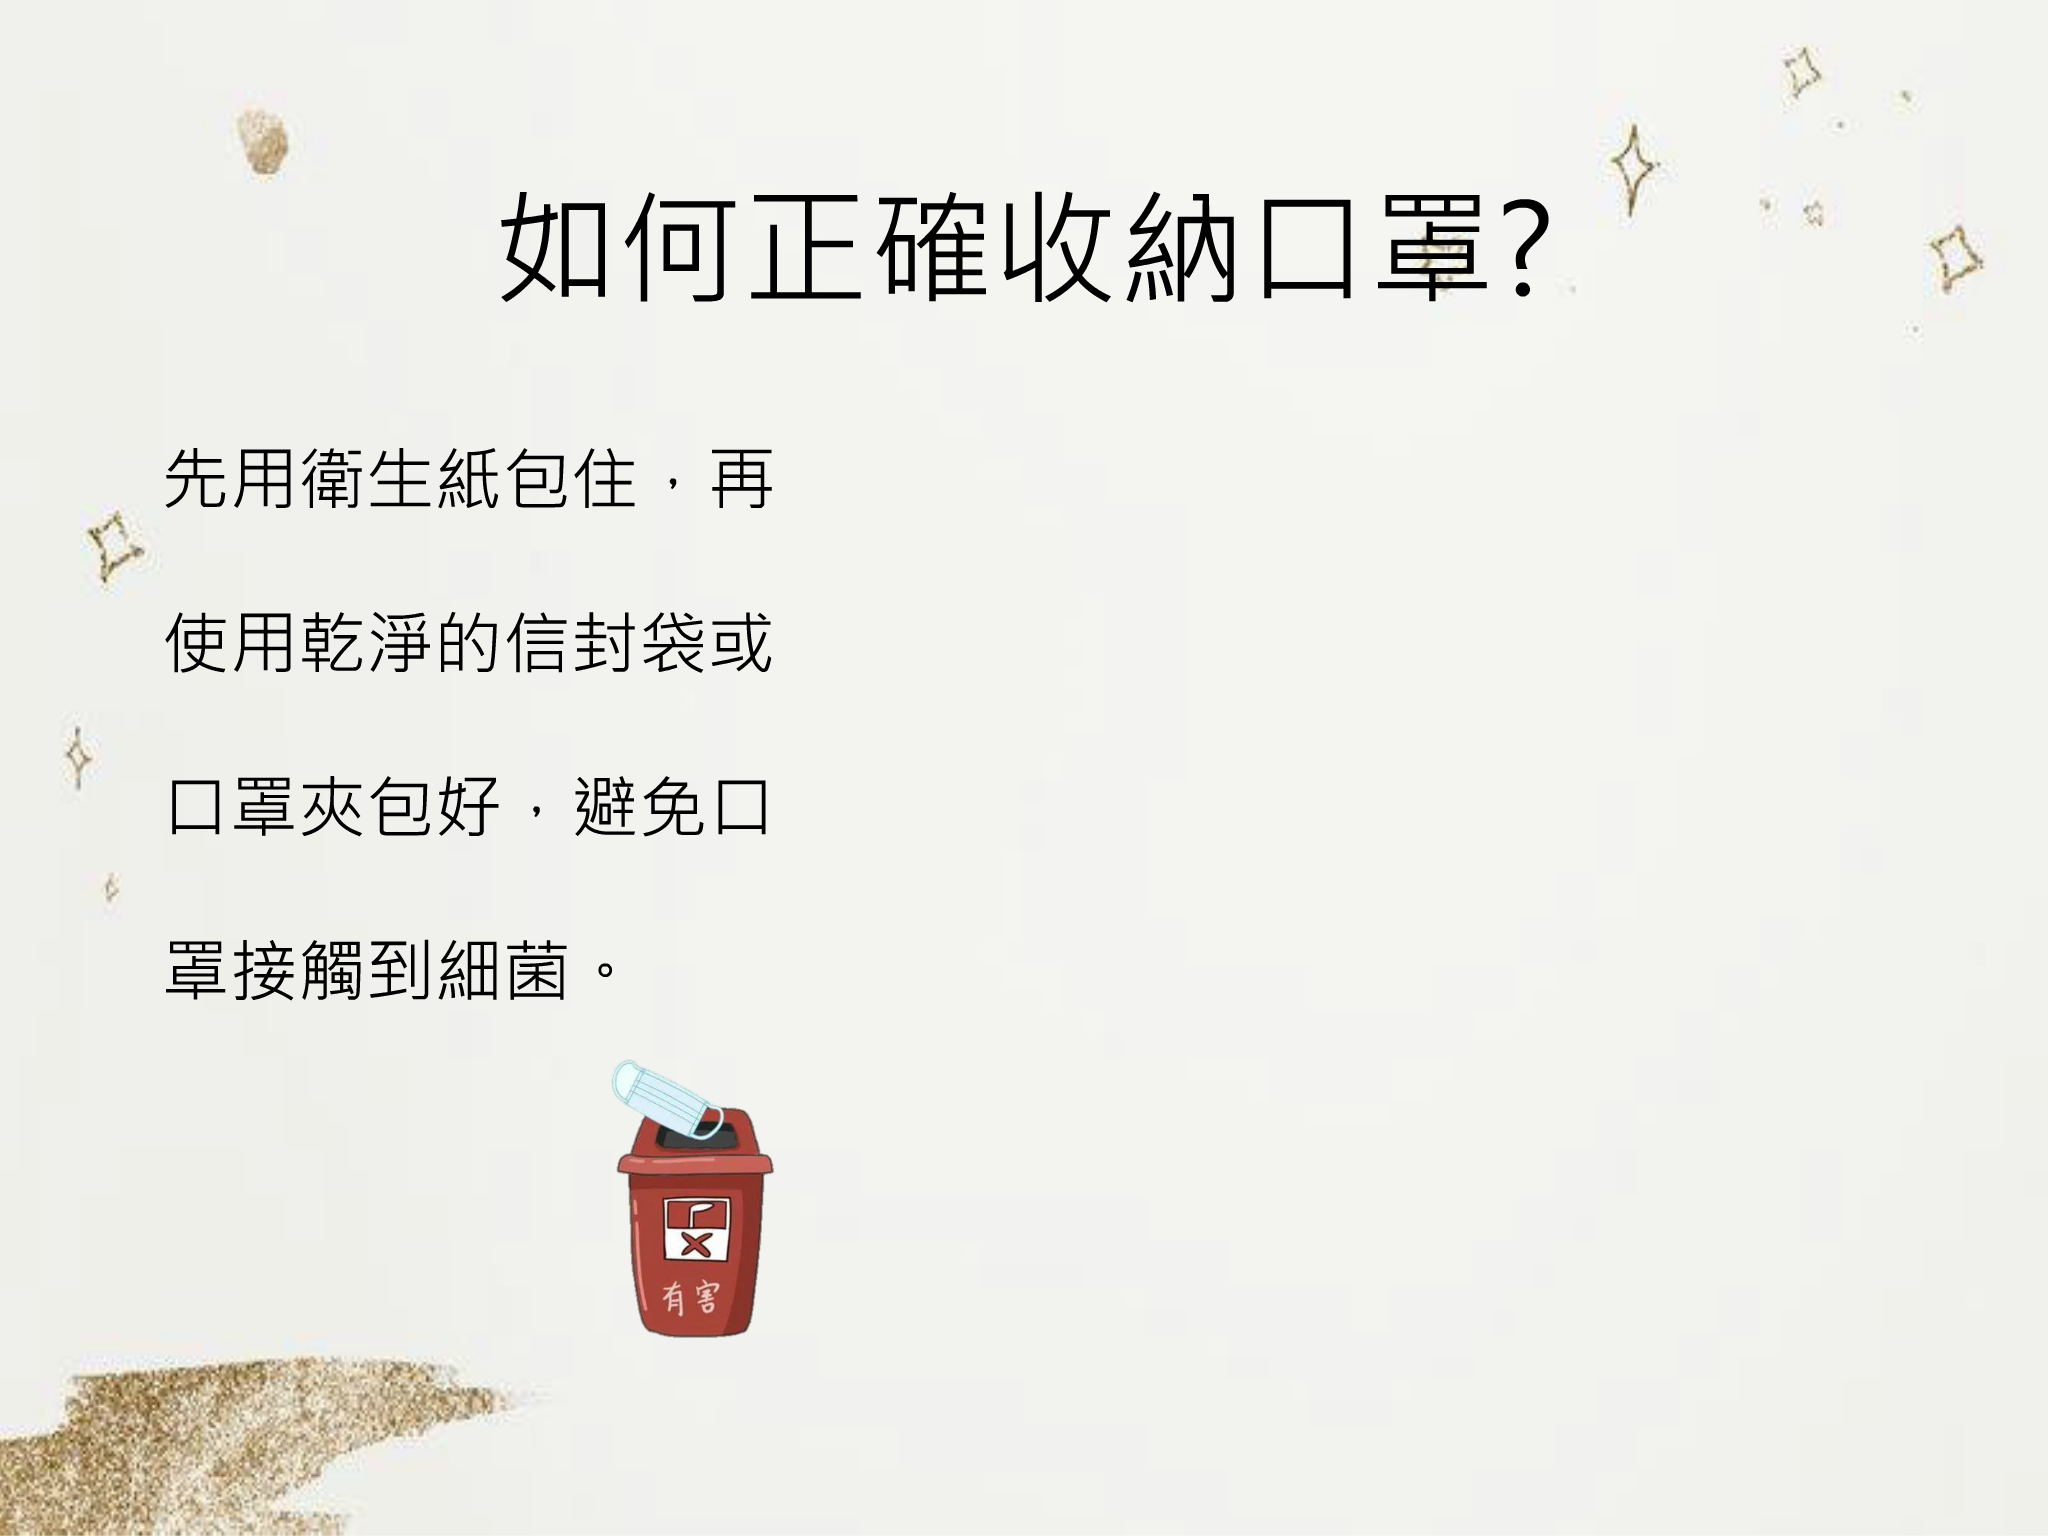 如何正確收納口罩?
先用衛生紙包住，再
使用乾淨的信封袋或
口罩夾包好，避免口
罩接觸到細菌。
有害